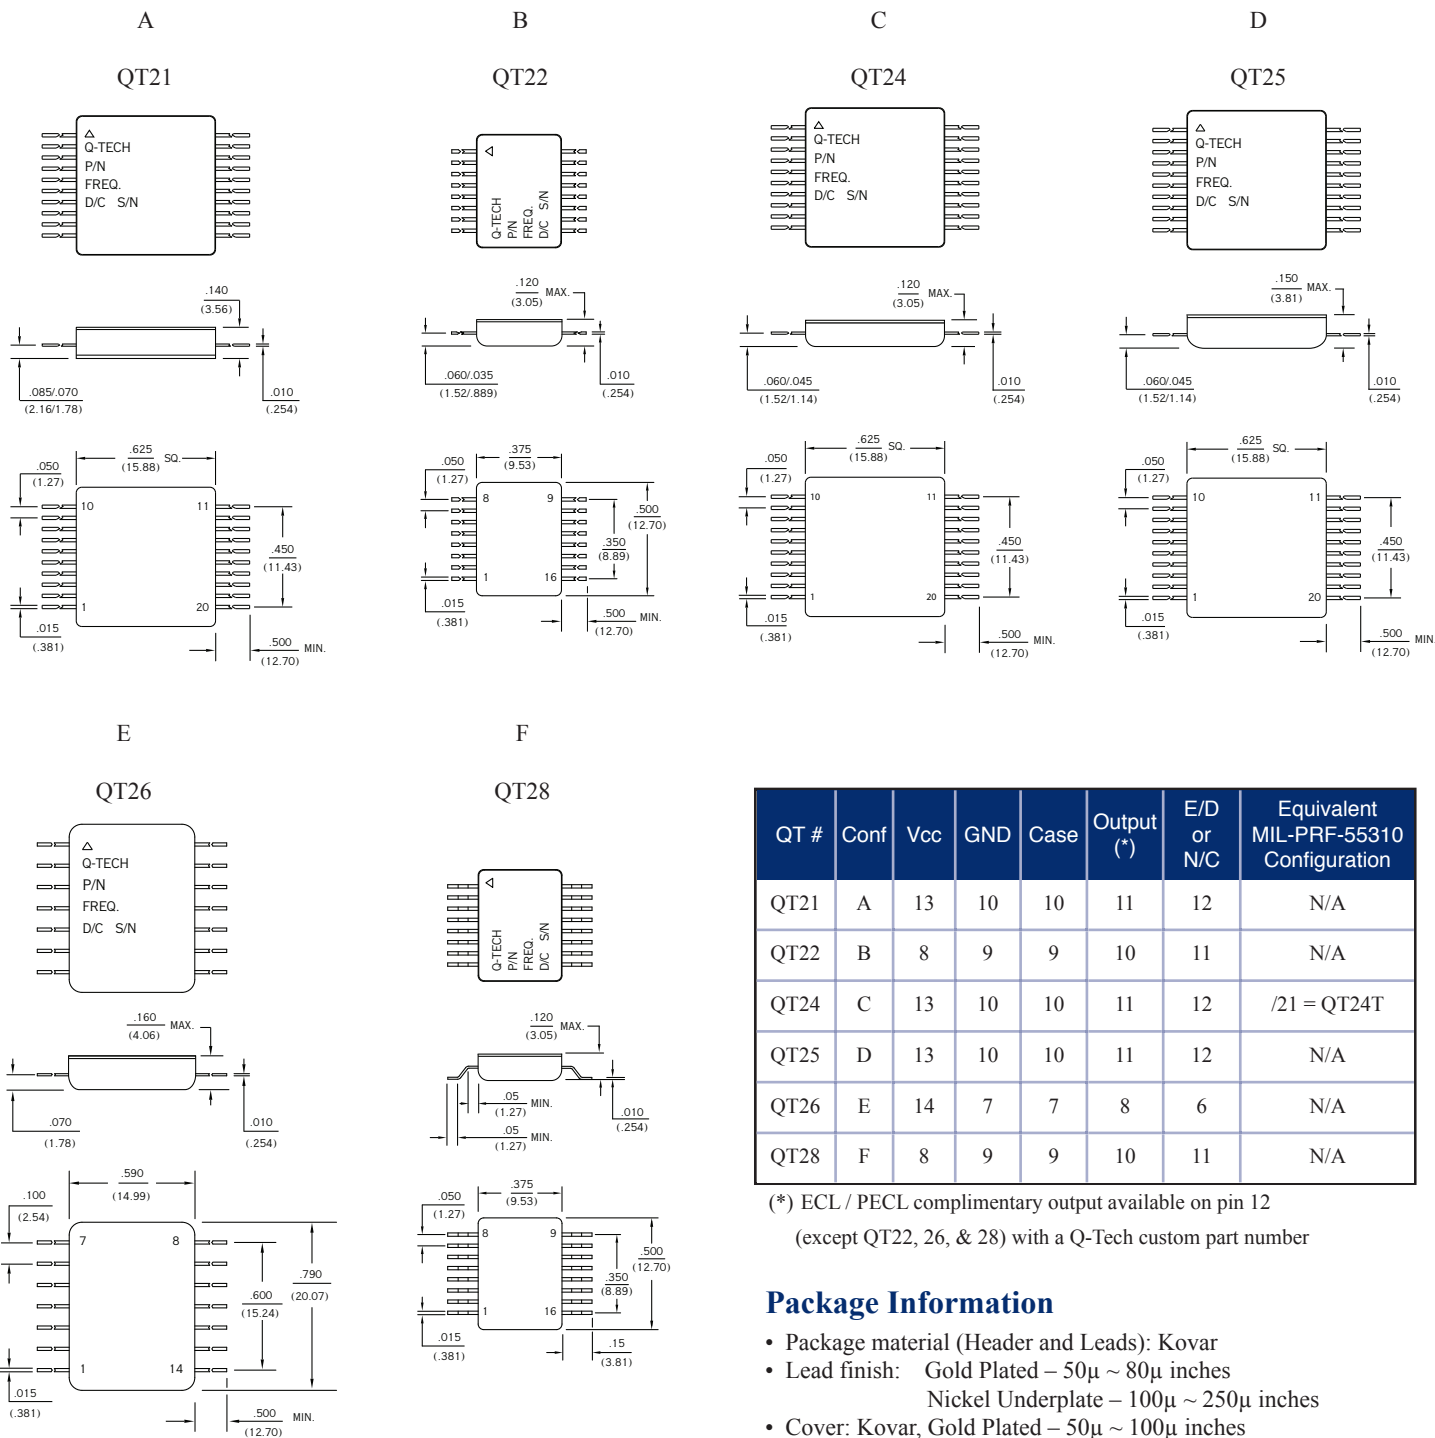 A
QT21
Q-TECH
P/N
FREQ.
D/C S/N
.140
(3.56)
.085/.070
(2.16/1.78)
.010
(.254)
.625
(15.88)
SQ.
.050
(1.27)
10
11
.450
(11.43)
1
20
.015
(.381)
.500
(12.70)
MIN.
B
QT22
Q-TECH
P/N
FREQ.
D/C S/N
.120
(3.05)
MAX.
.060/.035
(1.52/.889)
.010
(.254)
.375
(9.53)
.050
(1.27)
8
9
.500
(12.70)
.350
(8.89)
1
16
.015
(.381)
.500
(12.70)
MIN.
C
QT24
Q-TECH
P/N
FREQ.
D/C S/N
.120
(3.05)
MAX.
.060/.045
(1.52/1.14)
.010
(.254)
.625
(15.88)
SQ.
.050
(1.27)
10
11
.450
(11.43)
1
20
.015
(.381)
.500
(12.70)
MIN.
D
QT25
Q-TECH
P/N
FREQ.
D/C S/N
.150
(3.81)
MAX.
.060/.045
(1.52/1.14)
.010
(.254)
.625
(15.88)
SQ.
.050
(1.27)
10
11
.450
(11.43)
1
20
.015
(.381)
.500
(12.70)
MIN.
E
QT26
Q-TECH
P/N
FREQ.
D/C S/N
.160
(4.06)
MAX.
.070
(1.78)
.010
(.254)
.590
(14.99)
.100
(2.54)
7
8
.790
(20.07)
.600
(15.24)
1
14
.015
(.381)
.500
(12.70)
MIN.
F
QT28
Q-TECH
P/N
FREQ.
D/C S/N
.120
(3.05)
MAX.
.05
(1.27)
MIN.
.05
(1.27)
MIN.
.010
(.254)
.375
(9.53)
.050
(1.27)
8
9
.500
(12.70)
.350
(8.89)
1
16
.015
(.381)
.15
(3.81)
QT # Conf Vcc GND Case Output (*) E/D or N/C Equivalent MIL-PRF-55310 Configuration
QT21 A 13 10 10 11 12 N/A
QT22 B 8 9 9 10 11 N/A
QT24 C 13 10 10 11 12 /21 = QT24T
QT25 D 13 10 10 11 12 N/A
QT26 E 14 7 7 8 6 N/A
QT28 F 8 9 9 10 11 N/A
(*) ECL / PECL complimentary output available on pin 12
(except QT22, 26, & 28) with a Q-Tech custom part number
Package Information
• Package material (Header and Leads): Kovar
• Lead finish: Gold Plated – 50µ ~ 80µ inches
Nickel Underplate – 100µ ~ 250µ inches
• Cover: Kovar, Gold Plated – 50µ ~ 100µ inches